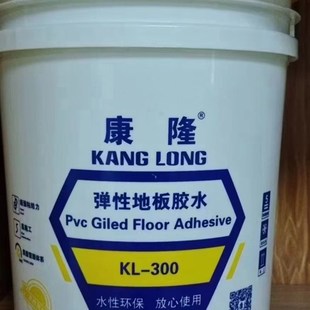 康隆®
KANG LONG
弹性地板胶水
Pvc Giled Floor Adhesive
KL-300
水性环保 放心使用